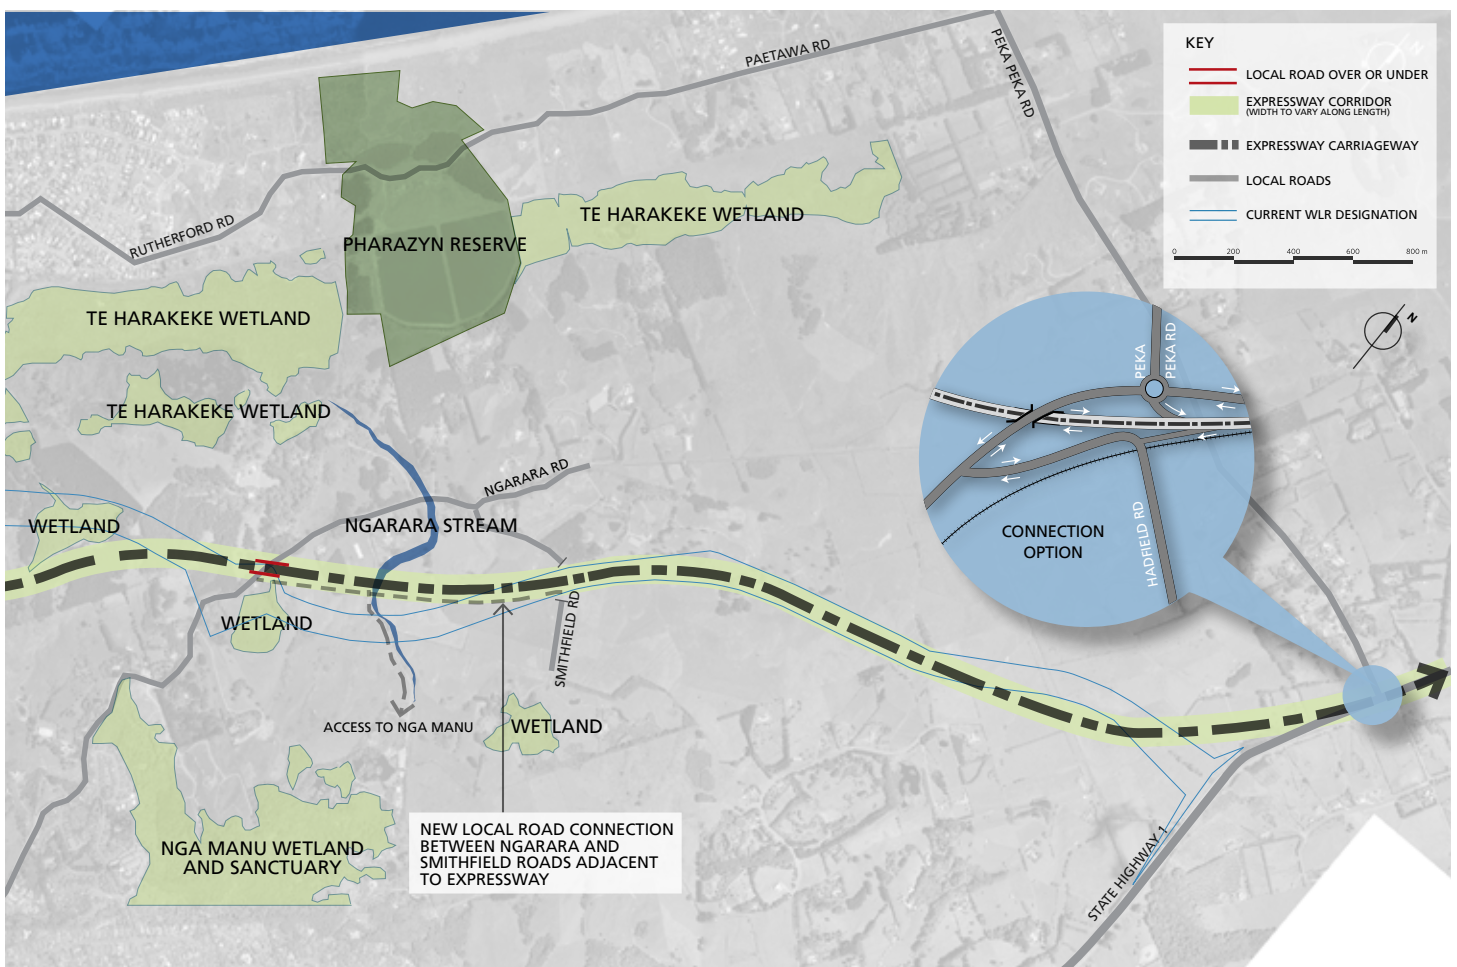 PAETAWA RD
PEKA PEKA RD
KEY
LOCAL ROAD OVER OR UNDER
EXPRESSWAY CORRIDOR
(WIDTH TO VARY ALONG LENGTH)
EXPRESSWAY CARRIAGEWAY
LOCAL ROADS
CURRENT WLR DESIGNATION
0 200 400 600 800 m
N
RUTHERFORD RD
PHARAZYN RESERVE
TE HARAKEKE WETLAND
TE HARAKEKE WETLAND
TE HARAKEKE WETLAND
PEKA
PEKA RD
NGARARA RD
WETLAND
NGARARA STREAM
CONNECTION
OPTION
HADFIELD RD
WETLAND
SMITHFIELD RD
ACCESS TO NGA MANU
WETLAND
NGA MANU WETLAND
AND SANCTUARY
NEW LOCAL ROAD CONNECTION
BETWEEN NGARARA AND
SMITHFIELD ROADS ADJACENT
TO EXPRESSWAY
STATE HIGHWAY 1